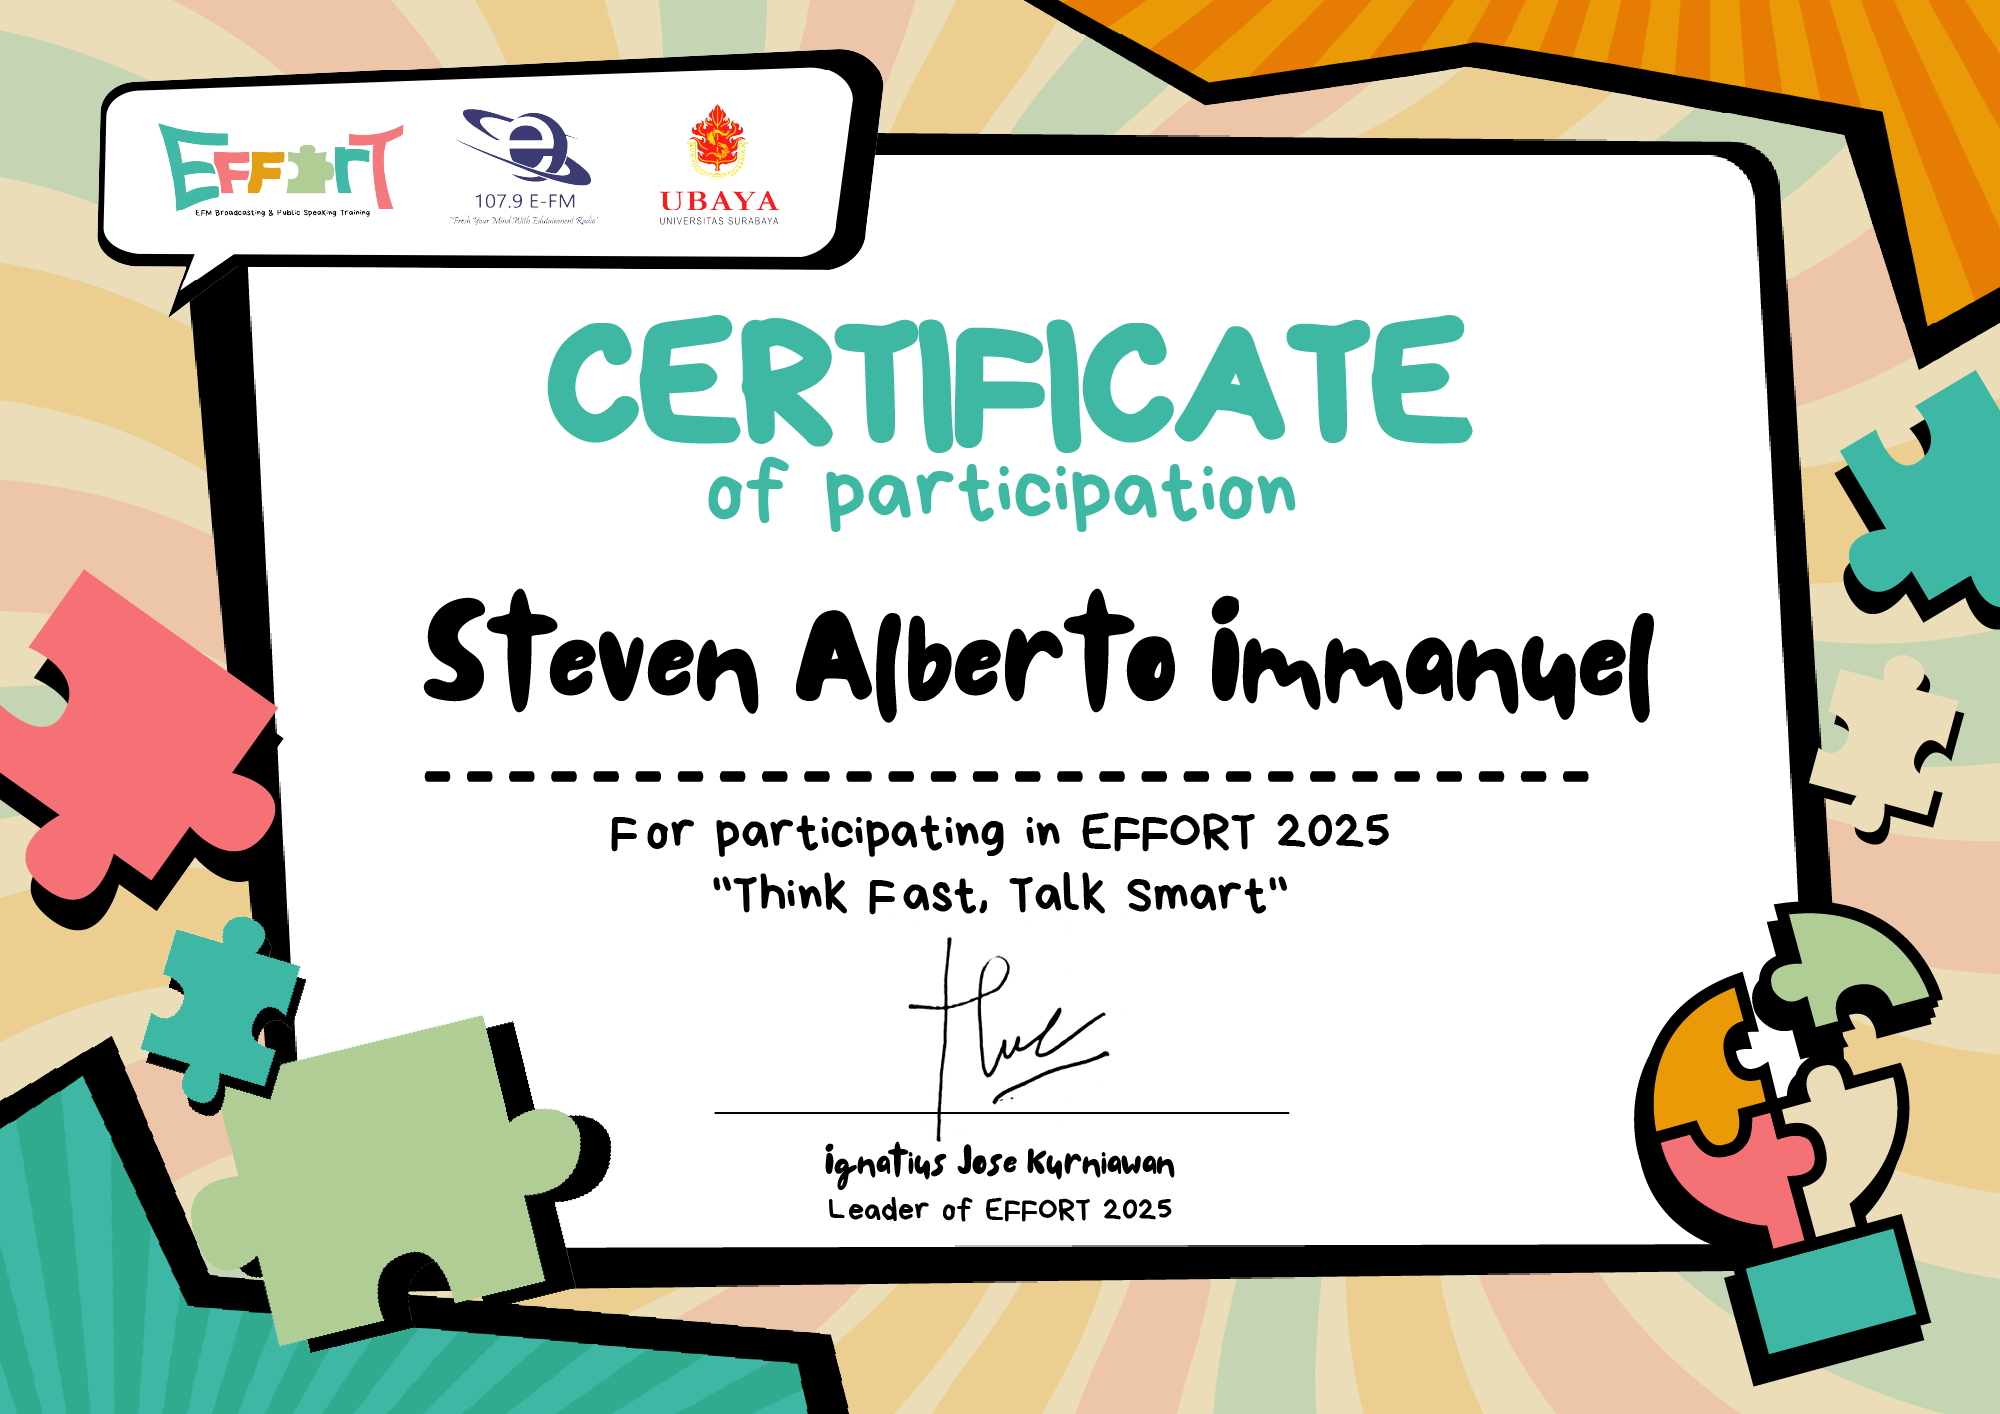 EFFORT
EFM Broadcasting & Public Speaking Training
e
107.9 E-FM
"Fresh Your Mind With Edutainment Radio"
UBAYA
UNIVERSITAS SURABAYA
CERTIFICATE
of participation
Steven Alberto immanuel
For participating in EFFORT 2025
"Think Fast, Talk Smart"
ignatius Jose Kurniawan
Leader of EFFORT 2025